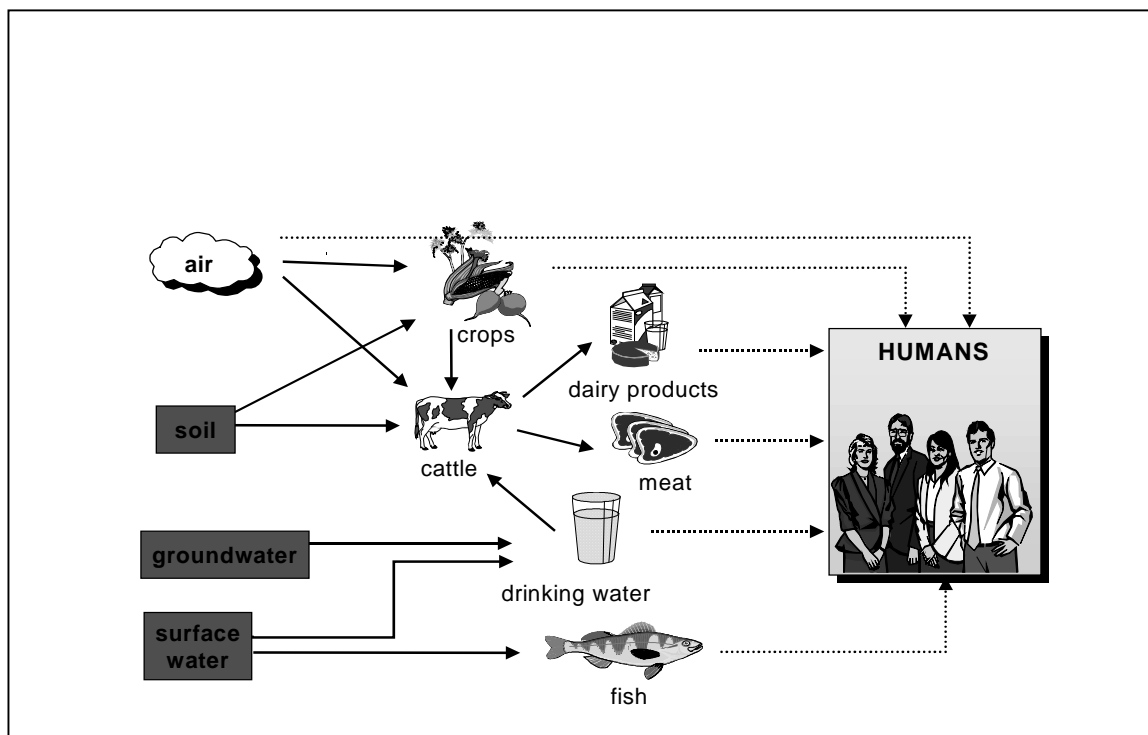 air
crops
HUMANS
dairy products
soil
cattle
meat
groundwater
drinking water
surface
water
fish